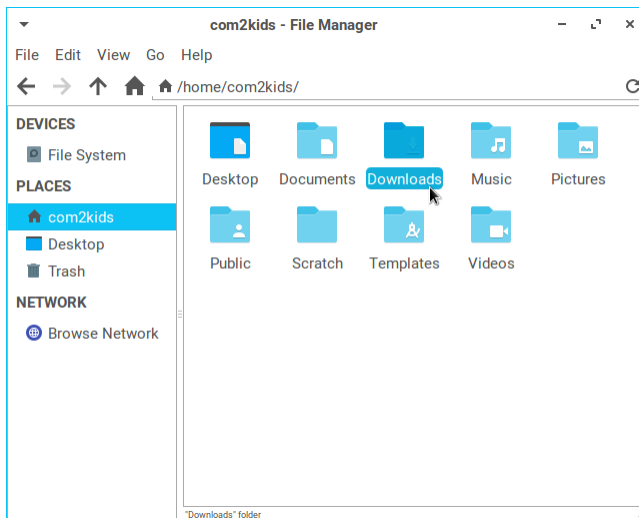 com2kids - File Manager
File Edit View Go Help
/home/com2kids/
DEVICES
File System
PLACES
com2kids
Desktop
Trash
NETWORK
Browse Network
Desktop Documents Downloads Music Pictures
Public Scratch Templates Videos
"Downloads" folder